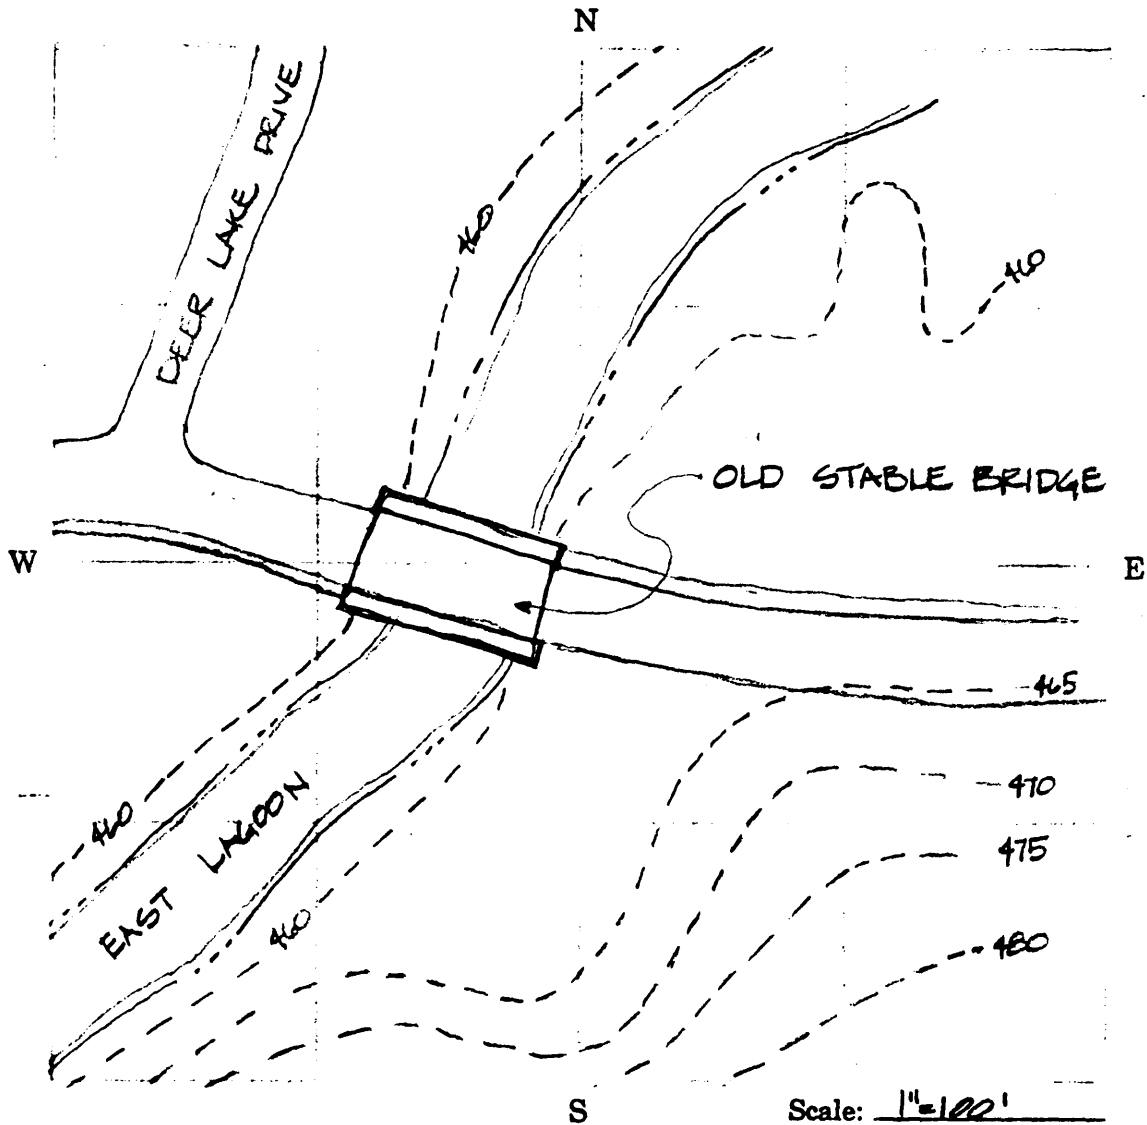 N
DEER LAKE DRIVE
460
460
OLD STABLE BRIDGE
W
E
465
470
460
475
EAST LAGOON
460
480
S
Scale: 1"=100'